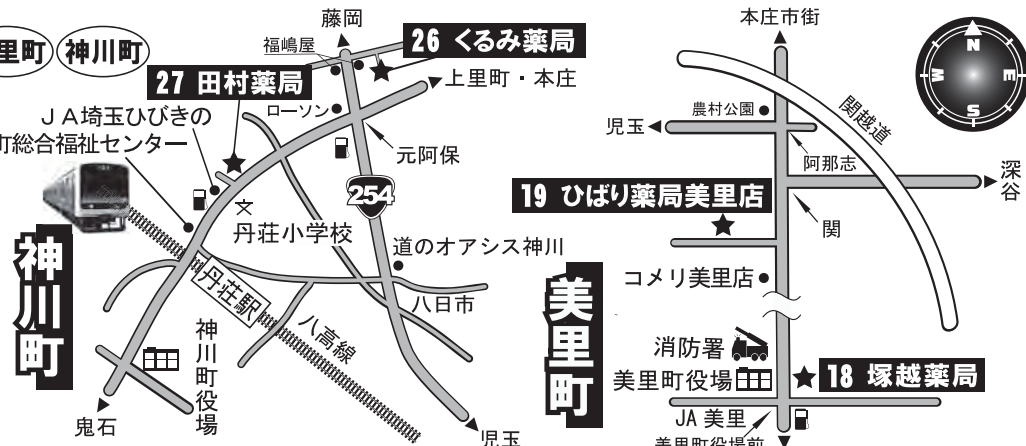 里町
神川町
藤岡
福嶋屋
26 くるみ薬局
27 田村薬局
上里町・本庄
ローソン
JA埼玉ひびきの
町総合福祉センター
元阿保
254
丹荘小学校
道のオアシス神川
神川町
丹荘駅
八日市
八高線
神川町役場
鬼石
児玉
本庄市街
N
E
S
W
農村公園
関越道
児玉
阿那志
深谷
19 ひばり薬局美里店
関
コメリ美里店
美里町
消防署
美里町役場
18 塚越薬局
JA 美里
美里町役場前